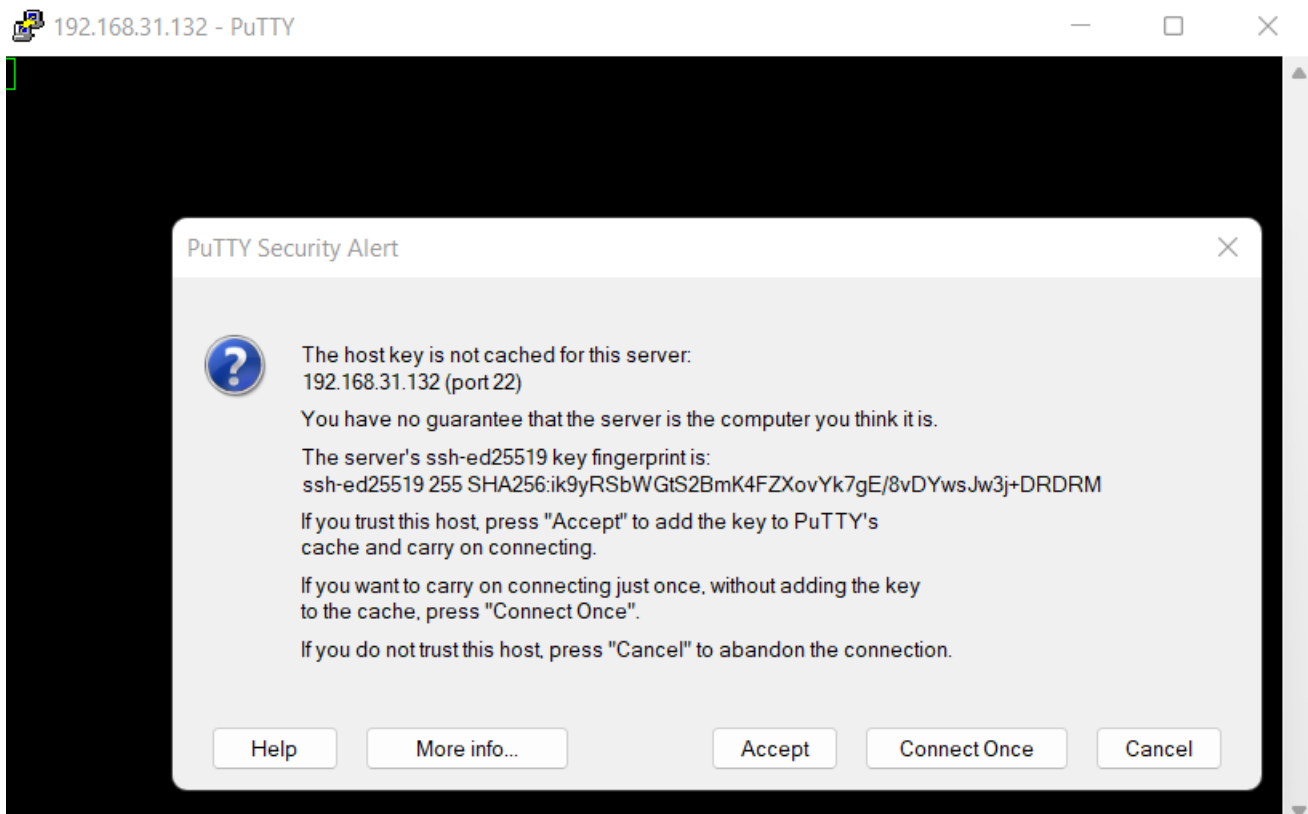 192.168.31.132 - PuTTY
PuTTY Security Alert
The host key is not cached for this server:
192.168.31.132 (port 22)
You have no guarantee that the server is the computer you think it is.
The server's ssh-ed25519 key fingerprint is:
ssh-ed25519 255 SHA256:ik9yRSbWGtS2BmK4FZXovYk7gE/8vDYwsJw3j+DRDRM
If you trust this host, press "Accept" to add the key to PuTTY's
cache and carry on connecting.
If you want to carry on connecting just once, without adding the key
to the cache, press "Connect Once".
If you do not trust this host, press "Cancel" to abandon the connection.
Help More info... Accept Connect Once Cancel